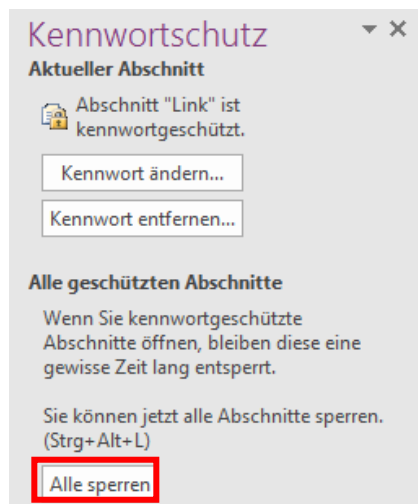 Kennwortschutz
Aktueller Abschnitt
Abschnitt "Link" ist
kennwortgeschützt.
Kennwort ändern...
Kennwort entfernen...
Alle geschützten Abschnitte
Wenn Sie kennwortgeschützte
Abschnitte öffnen, bleiben diese eine
gewisse Zeit lang entsperrt.
Sie können jetzt alle Abschnitte sperren.
(Strg+Alt+L)
Alle sperren